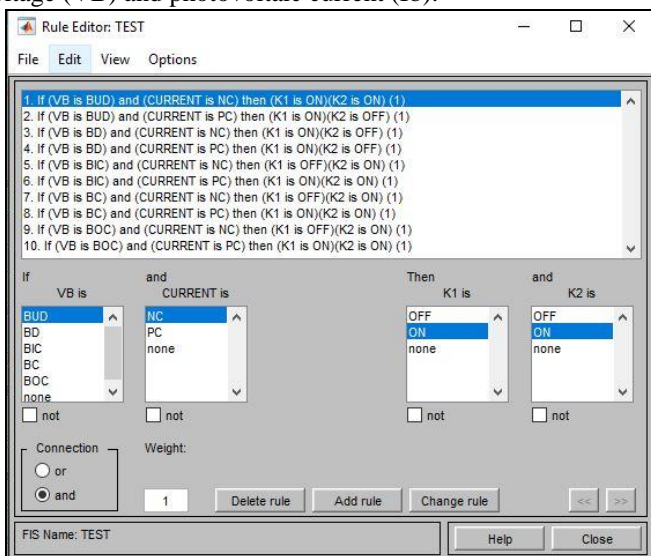 Rule Editor: TEST
File Edit View Options
1. If (VB is BUD) and (CURRENT is NC) then (K1 is ON)(K2 is ON) (1)
2. If (VB is BUD) and (CURRENT is PC) then (K1 is ON)(K2 is OFF) (1)
3. If (VB is BD) and (CURRENT is NC) then (K1 is ON)(K2 is OFF) (1)
4. If (VB is BD) and (CURRENT is PC) then (K1 is ON)(K2 is OFF) (1)
5. If (VB is BIC) and (CURRENT is NC) then (K1 is OFF)(K2 is ON) (1)
6. If (VB is BIC) and (CURRENT is PC) then (K1 is ON)(K2 is ON) (1)
7. If (VB is BC) and (CURRENT is NC) then (K1 is OFF)(K2 is ON) (1)
8. If (VB is BC) and (CURRENT is PC) then (K1 is ON)(K2 is ON) (1)
9. If (VB is BOC) and (CURRENT is NC) then (K1 is OFF)(K2 is ON) (1)
10. If (VB is BOC) and (CURRENT is PC) then (K1 is ON)(K2 is ON) (1)
If and Then and
VB is CURRENT is K1 is K2 is
BUD NC OFF OFF
BD PC ON ON
BIC none none none
BC
BOC
none
not not not not
Connection Weight:
or
and 1 Delete rule Add rule Change rule << >>
FIS Name: TEST Help Close